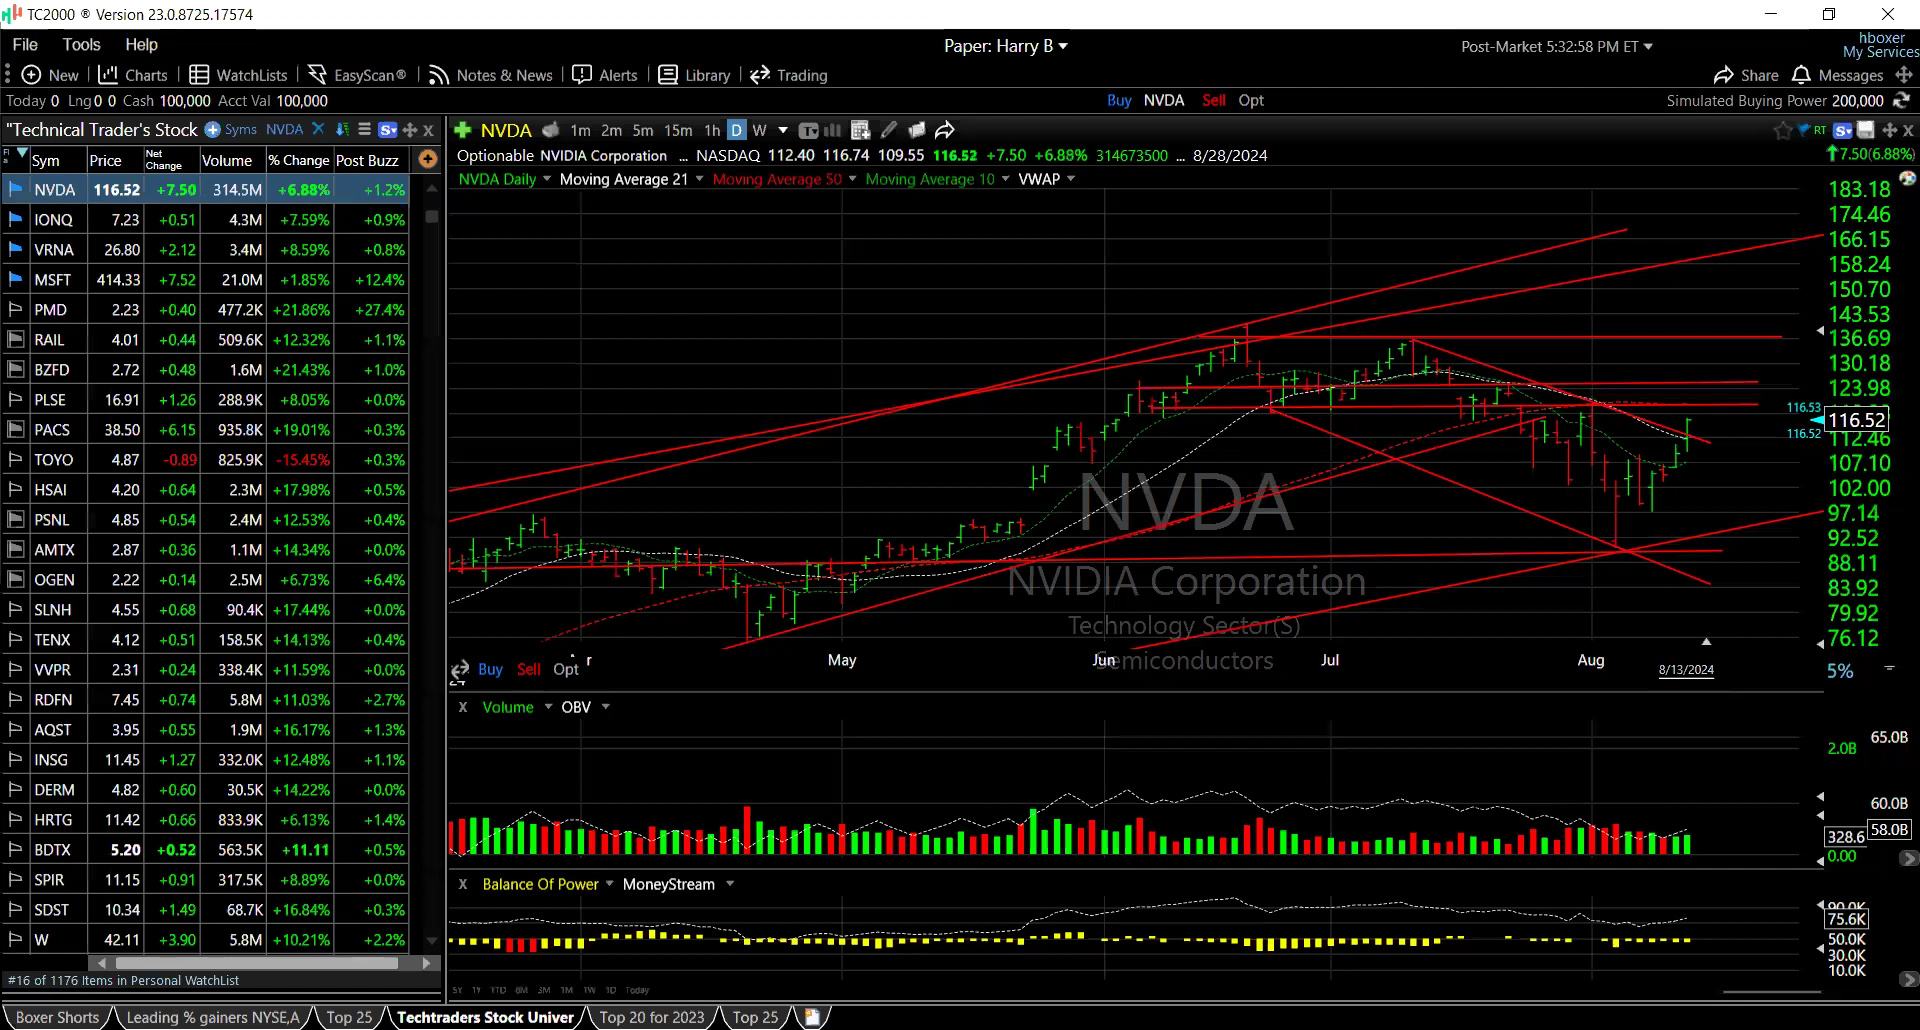 TC2000 ® Version 23.0.8725.17574
File Tools Help
Paper: Harry B
Post-Market 5:32:58 PM ET
hboxer
My Services
New Charts WatchLists EasyScan® Notes & News Alerts Library Trading
Share Messages
Today 0 Lng 0 0 Cash 100,000 Acct Val 100,000
Buy NVDA Sell Opt
Simulated Buying Power 200,000
"Technical Trader's Stock Syms NVDA X
Sym Price Net Change Volume % Change Post Buzz
NVDA 116.52 +7.50 314.5M +6.88% +1.2%
IONQ 7.23 +0.51 4.3M +7.59% +0.9%
VRNA 26.80 +2.12 3.4M +8.59% +0.8%
MSFT 414.33 +7.52 21.0M +1.85% +12.4%
PMD 2.23 +0.40 477.2K +21.86% +27.4%
RAIL 4.01 +0.44 509.6K +12.32% +1.1%
BZFD 2.72 +0.48 1.6M +21.43% +1.0%
PLSE 16.91 +1.26 288.9K +8.05% +0.0%
PACS 38.50 +6.15 935.8K +19.01% +0.3%
TOYO 4.87 -0.89 825.9K -15.45% +0.3%
HSAI 4.20 +0.64 2.3M +17.98% +0.5%
PSNL 4.85 +0.54 2.4M +12.53% +0.4%
AMTX 2.87 +0.36 1.1M +14.34% +0.0%
OGEN 2.22 +0.14 2.5M +6.73% +6.4%
SLNH 4.55 +0.68 90.4K +17.44% +0.0%
TENX 4.12 +0.51 158.5K +14.13% +0.4%
VVPR 2.31 +0.24 338.4K +11.59% +0.0%
RDFN 7.45 +0.74 5.8M +11.03% +2.7%
AQST 3.95 +0.55 1.9M +16.17% +1.3%
INSG 11.45 +1.27 332.0K +12.48% +1.1%
DERM 4.82 +0.60 30.5K +14.22% +0.0%
HRTG 11.42 +0.66 833.9K +6.13% +1.4%
BDTX 5.20 +0.52 563.5K +11.11 +0.5%
SPIR 11.15 +0.91 317.5K +8.89% +0.0%
SDST 10.34 +1.49 68.7K +16.84% +0.3%
W 42.11 +3.90 5.8M +10.21% +2.2%
#16 of 1176 Items in Personal WatchList
NVDA 1m 2m 5m 15m 1h D W
RT
Optionable NVIDIA Corporation ... NASDAQ 112.40 116.74 109.55 116.52 +7.50 +6.88% 314673500 ... 8/28/2024
7.50(6.88%)
NVDA Daily Moving Average 21 Moving Average 50 Moving Average 10 VWAP
183.18
174.46
166.15
158.24
150.70
143.53
136.69
130.18
123.98
116.53
116.52
116.52
112.46
107.10
102.00
97.14
92.52
88.11
83.92
79.92
76.12
NVDA
NVIDIA Corporation
Technology Sector(S)
Semiconductors
May Jun Jul Aug
8/13/2024
5%
Buy Sell Opt
X Volume OBV
65.0B
2.0B
60.0B
58.0B
328.6
0.00
X Balance Of Power MoneyStream
90.0K
75.6K
50.0K
30.0K
10.0K
5Y 1Y YTD 6M 3M 1M 1W 1D Today
Boxer Shorts Leading % gainers NYSE,A Top 25 Techtraders Stock Univer Top 20 for 2023 Top 25